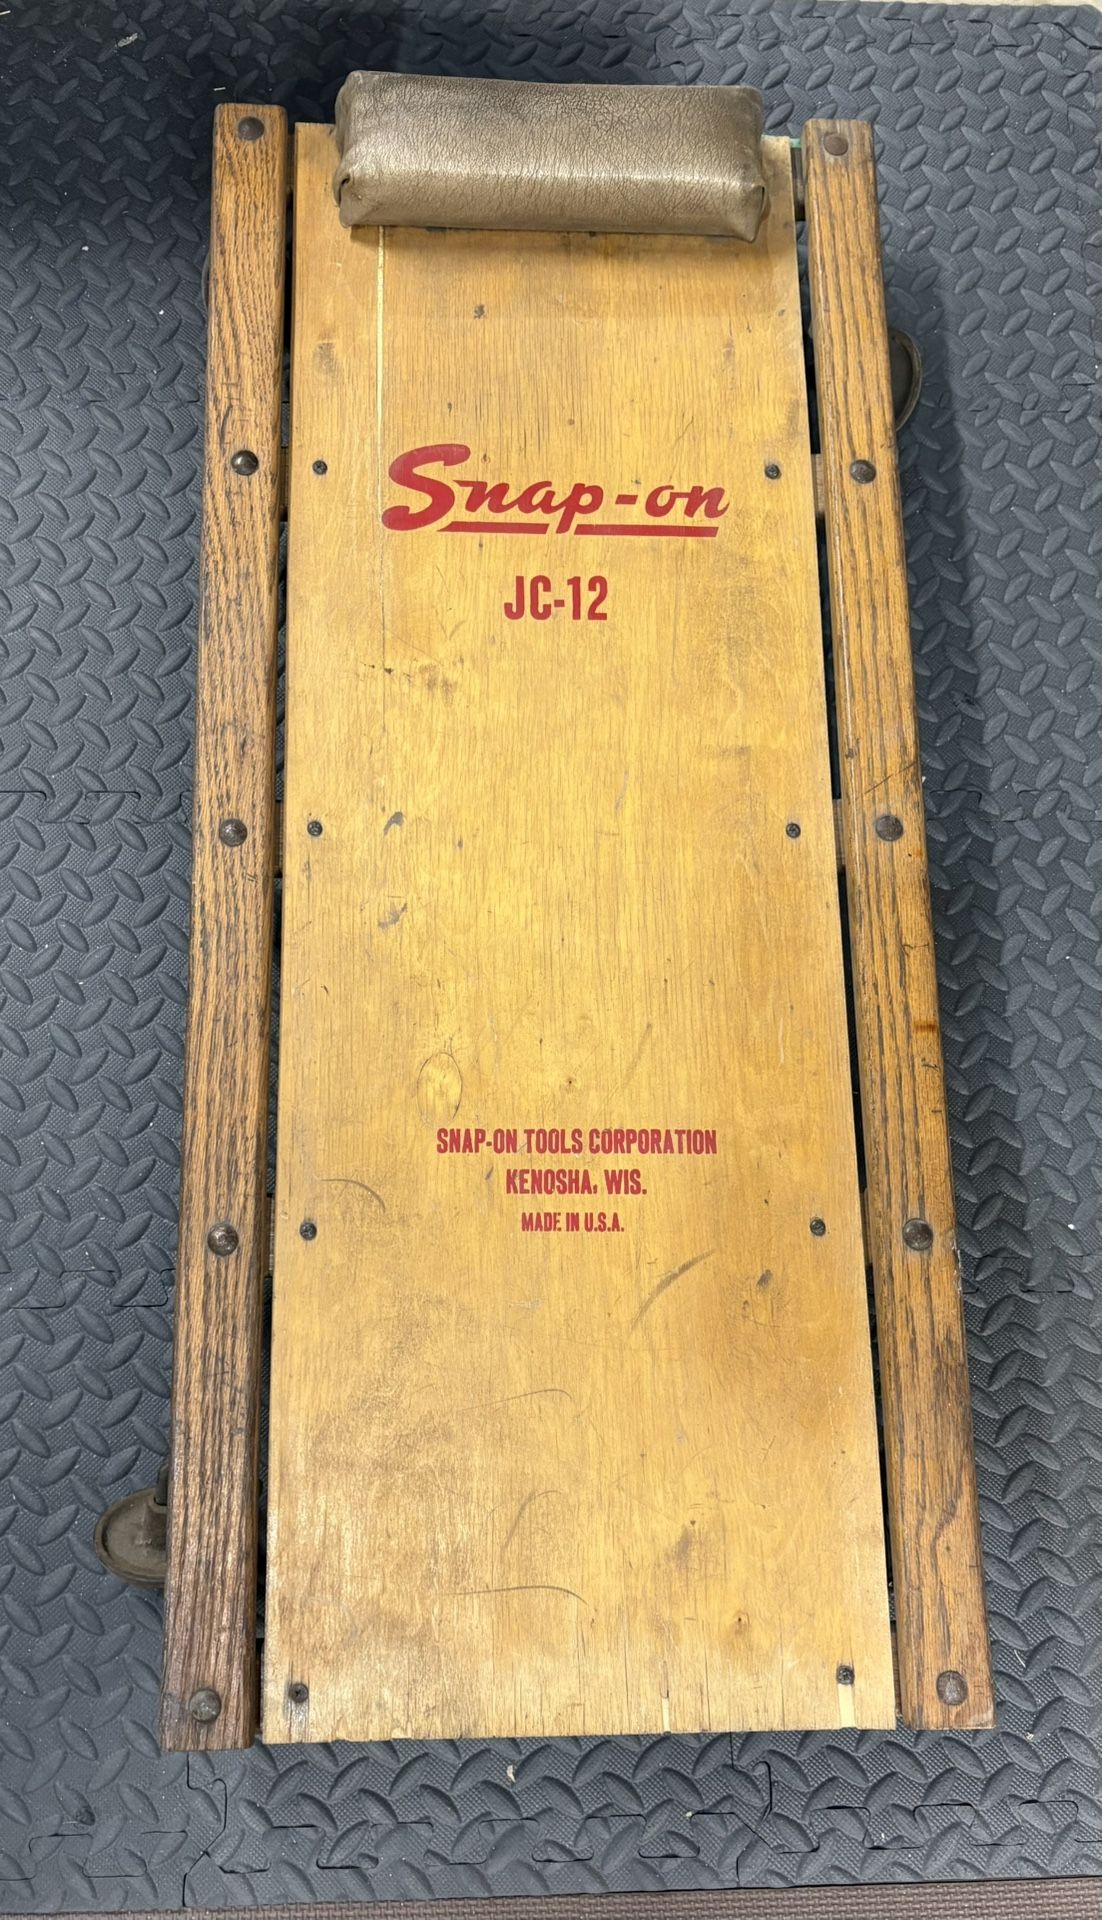 Snap-on
JC-12
SNAP-ON TOOLS CORPORATION
KENOSHA, WIS.
MADE IN U.S.A.